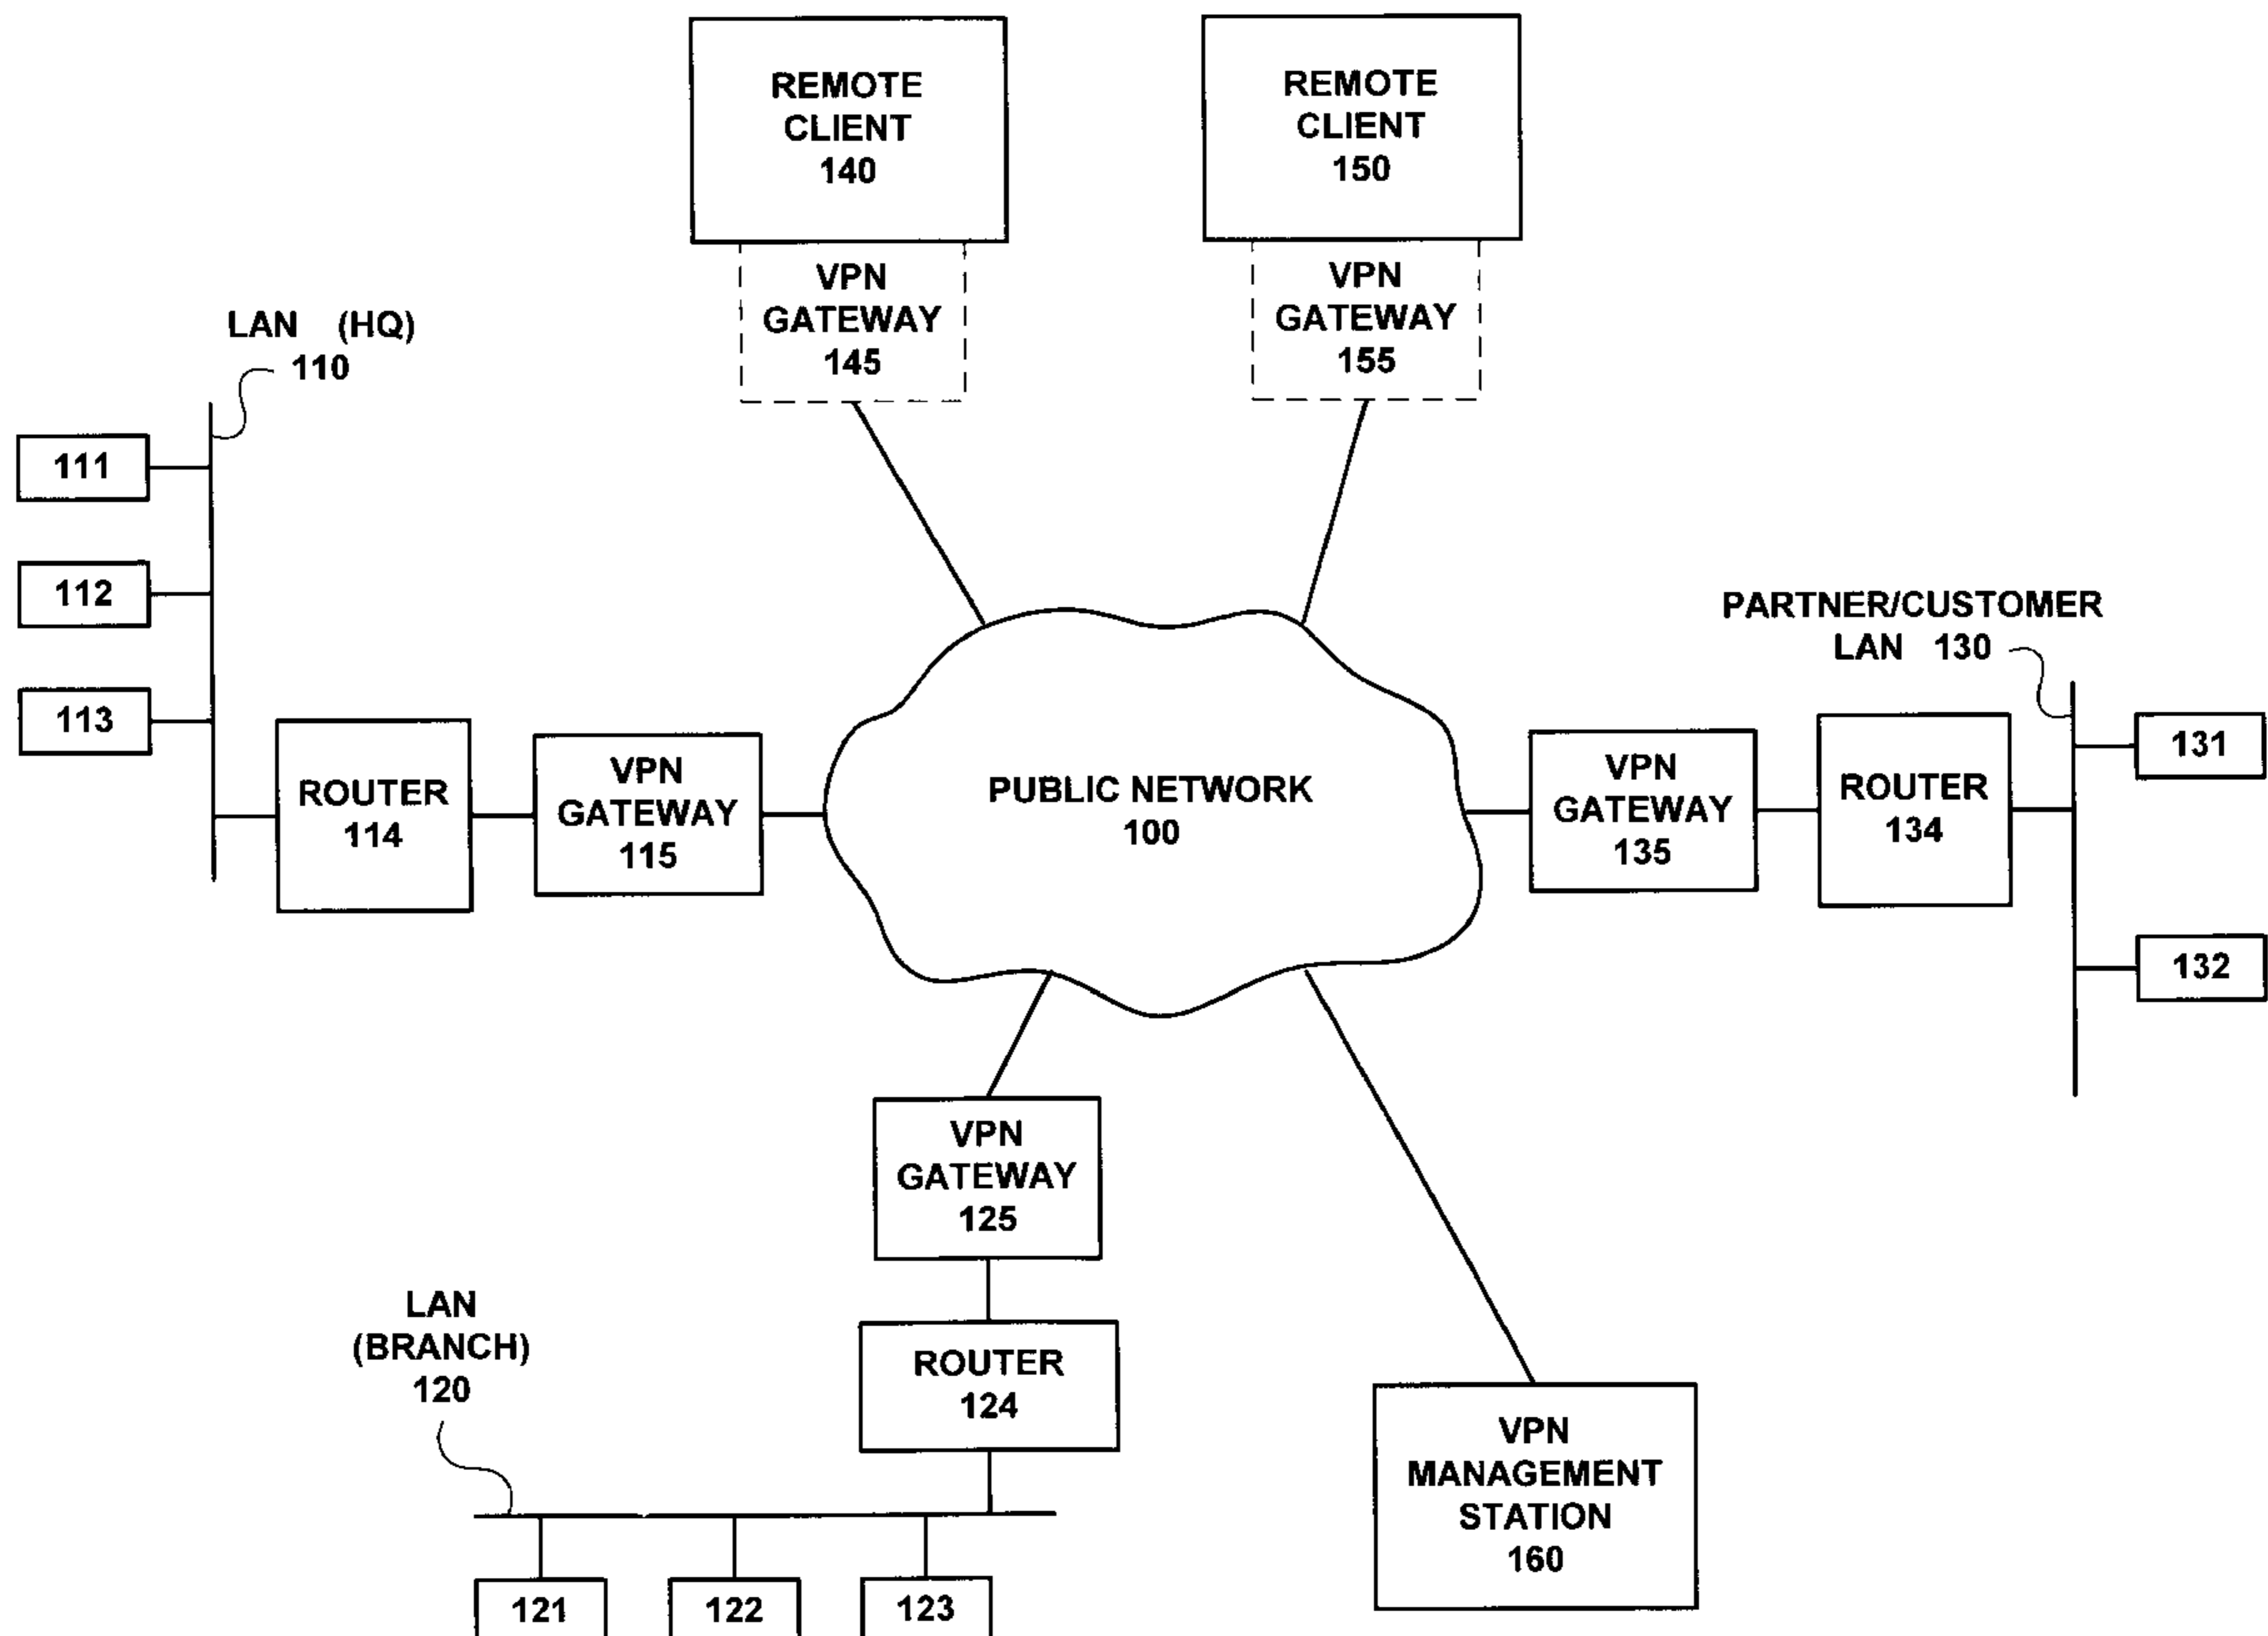 REMOTE
CLIENT
140
REMOTE
CLIENT
150
VPN
GATEWAY
145
VPN
GATEWAY
155
LAN (HQ)
110
111
112
113
ROUTER
114
VPN
GATEWAY
115
PUBLIC NETWORK
100
VPN
GATEWAY
135
ROUTER
134
PARTNER/CUSTOMER
LAN 130
131
132
VPN
GATEWAY
125
ROUTER
124
LAN
(BRANCH)
120
121
122
123
VPN
MANAGEMENT
STATION
160